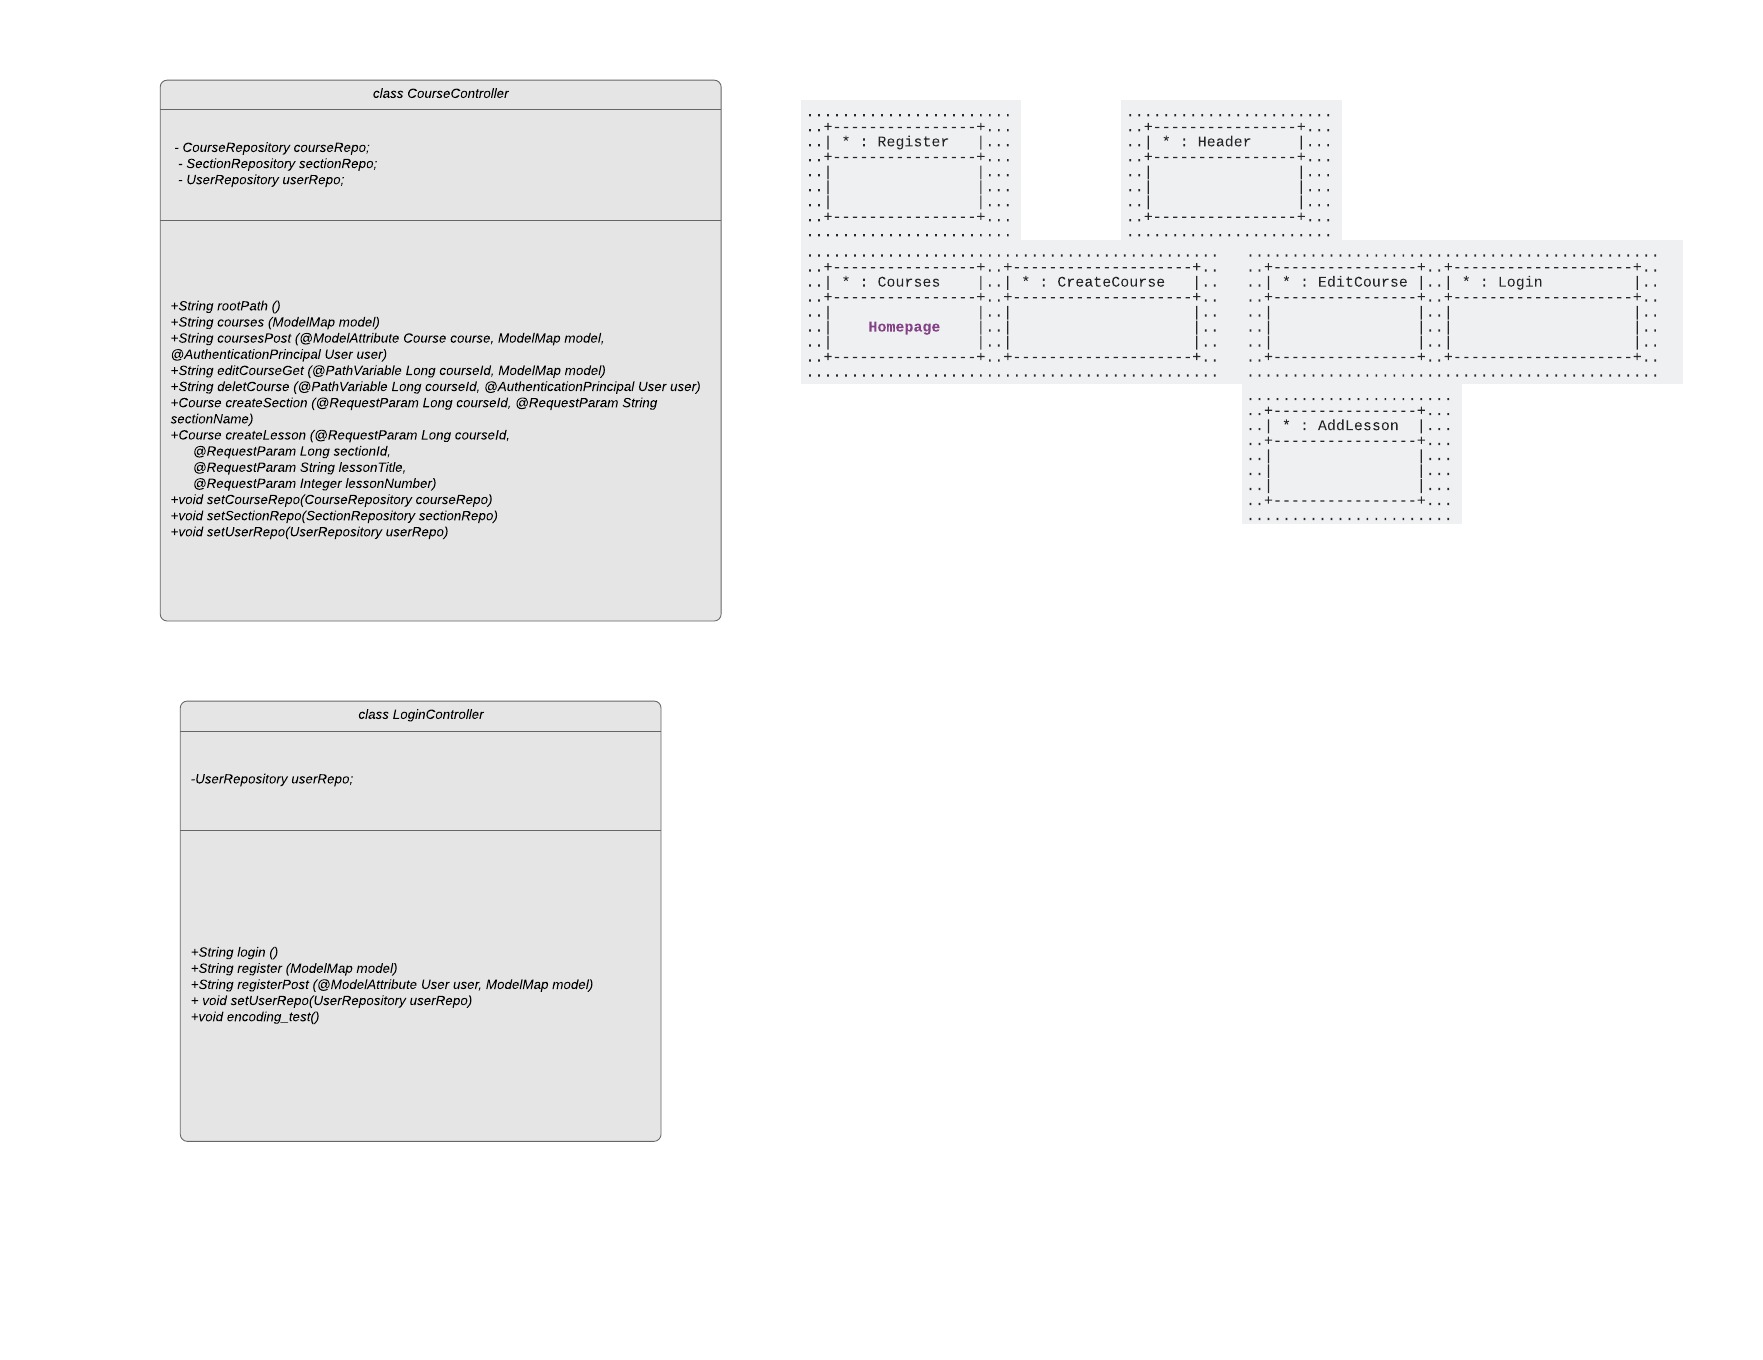 class CourseController
- CourseRepository courseRepo;
- SectionRepository sectionRepo;
- UserRepository userRepo;
+String rootPath ()
+String courses (ModelMap model)
+String coursesPost (@ModelAttribute Course course, ModelMap model,
@AuthenticationPrincipal User user)
+String editCourseGet (@PathVariable Long courseId, ModelMap model)
+String deletCourse (@PathVariable Long courseId, @AuthenticationPrincipal User user)
+Course createSection (@RequestParam Long courseId, @RequestParam String
sectionName)
+Course createLesson (@RequestParam Long courseId,
@RequestParam Long sectionId,
@RequestParam String lessonTitle,
@RequestParam Integer lessonNumber)
+void setCourseRepo(CourseRepository courseRepo)
+void setSectionRepo(SectionRepository sectionRepo)
+void setUserRepo(UserRepository userRepo)
class LoginController
-UserRepository userRepo;
+String login ()
+String register (ModelMap model)
+String registerPost (@ModelAttribute User user, ModelMap model)
+ void setUserRepo(UserRepository userRepo)
+void encoding_test()
* : Register
* : Header
* : Courses
Homepage
* : CreateCourse
* : EditCourse
* : Login
* : AddLesson